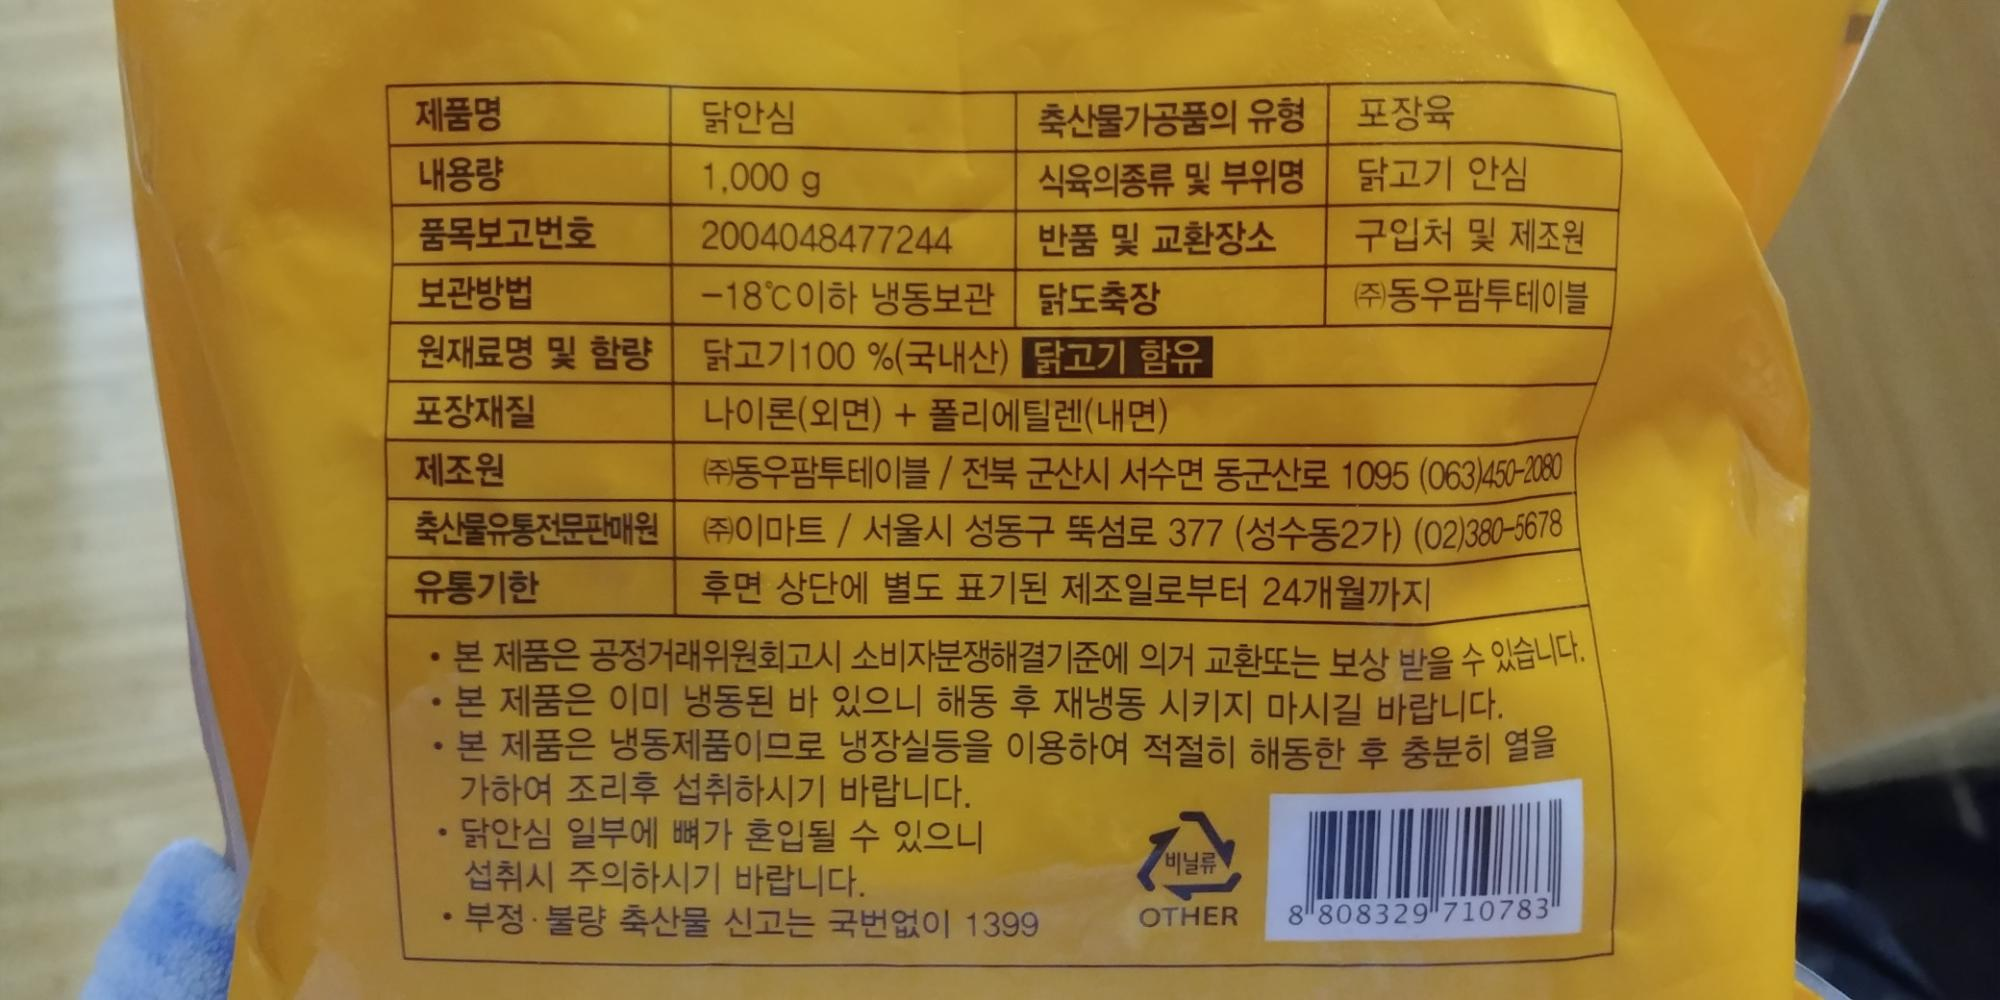 제품명 닭안심 축산물가공품의 유형 포장육
내용량 1,000 g 식육의종류 및 부위명 닭고기 안심
품목보고번호 2004048477244 반품 및 교환장소 구입처 및 제조원
보관방법 -18℃이하 냉동보관 닭도축장 ㈜동우팜투테이블
원재료명 및 함량 닭고기100 %(국내산) 닭고기 함유
포장재질 나이론(외면) + 폴리에틸렌(내면)
제조원 ㈜동우팜투테이블 / 전북 군산시 서수면 동군산로 1095 (063)450-2080
축산물유통전문판매원 ㈜이마트 / 서울시 성동구 뚝섬로 377 (성수동2가) (02)380-5678
유통기한 후면 상단에 별도 표기된 제조일로부터 24개월까지
• 본 제품은 공정거래위원회고시 소비자분쟁해결기준에 의거 교환또는 보상 받을 수 있습니다.
• 본 제품은 이미 냉동된 바 있으니 해동 후 재냉동 시키지 마시길 바랍니다.
• 본 제품은 냉동제품이므로 냉장실등을 이용하여 적절히 해동한 후 충분히 열을
가하여 조리후 섭취하시기 바랍니다.
• 닭안심 일부에 뼈가 혼입될 수 있으니
섭취시 주의하시기 바랍니다.
• 부정·불량 축산물 신고는 국번없이 1399
비닐류
OTHER
8 808329 710783